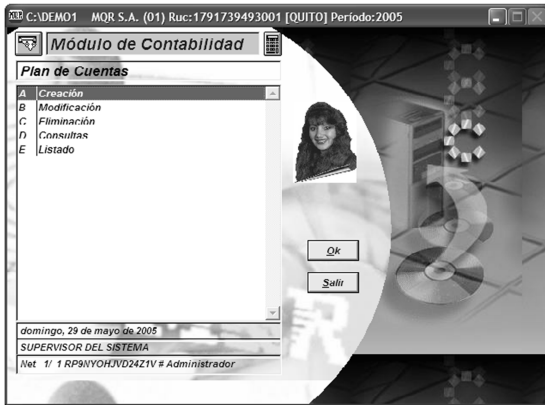 MQR C:\DEMO1 MQR S.A. (01) Ruc:1791739493001 [QUITO] Período:2005
Módulo de Contabilidad
Plan de Cuentas
A Creación
B Modificación
C Eliminación
D Consultas
E Listado
Ok
Salir
domingo, 29 de mayo de 2005
SUPERVISOR DEL SISTEMA
Net 1/ 1 RP9NYOHJVD24Z1V # Administrador